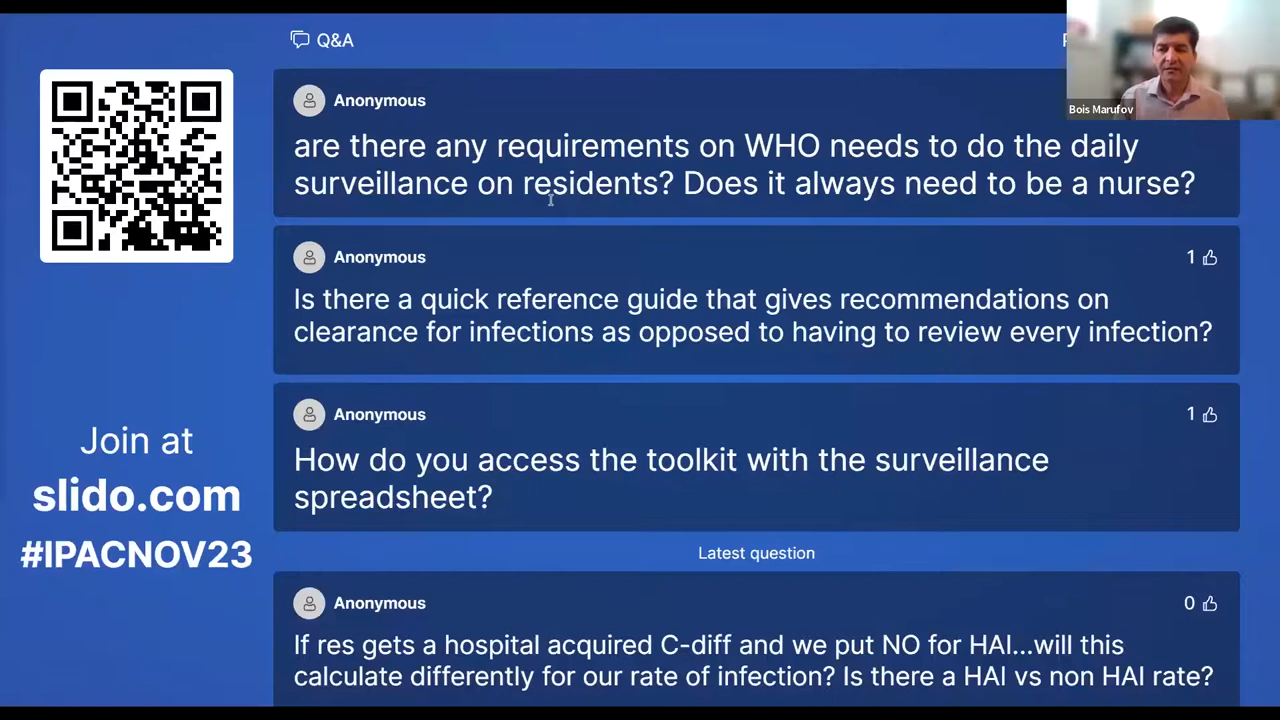 Q&A
Bois Marufov
Anonymous
are there any requirements on WHO needs to do the daily
surveillance on residents? Does it always need to be a nurse?
Anonymous
1
Is there a quick reference guide that gives recommendations on
clearance for infections as opposed to having to review every infection?
Anonymous
1
How do you access the toolkit with the surveillance
spreadsheet?
Join at
slido.com
#IPACNOV23
Latest question
Anonymous
0
If res gets a hospital acquired C-diff and we put NO for HAI...will this
calculate differently for our rate of infection? Is there a HAI vs non HAI rate?